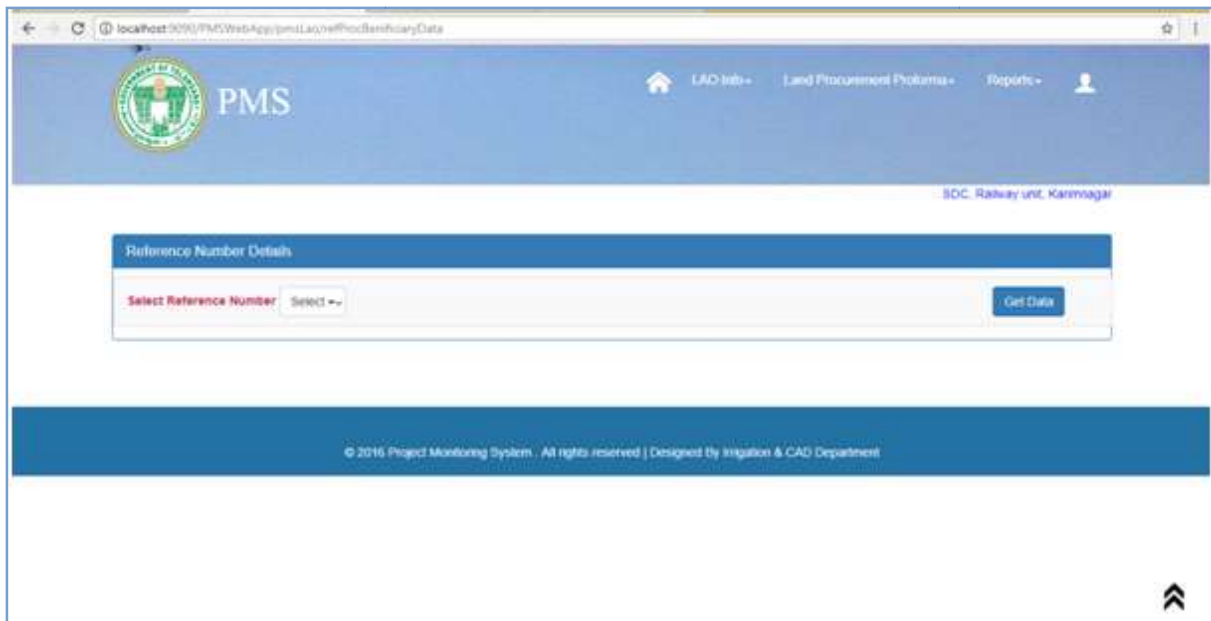 localhost:9090/PMSWebApp/pmsLao/refProcBenificiaryData
PMS
LAO Info
Land Procurement Proforma
Reports
SDC, Railway unit, Karimnagar
Reference Number Details
Select Reference Number
Select
Get Data
© 2016 Project Monitoring System . All rights reserved | Designed By Irrigation & CAD Department